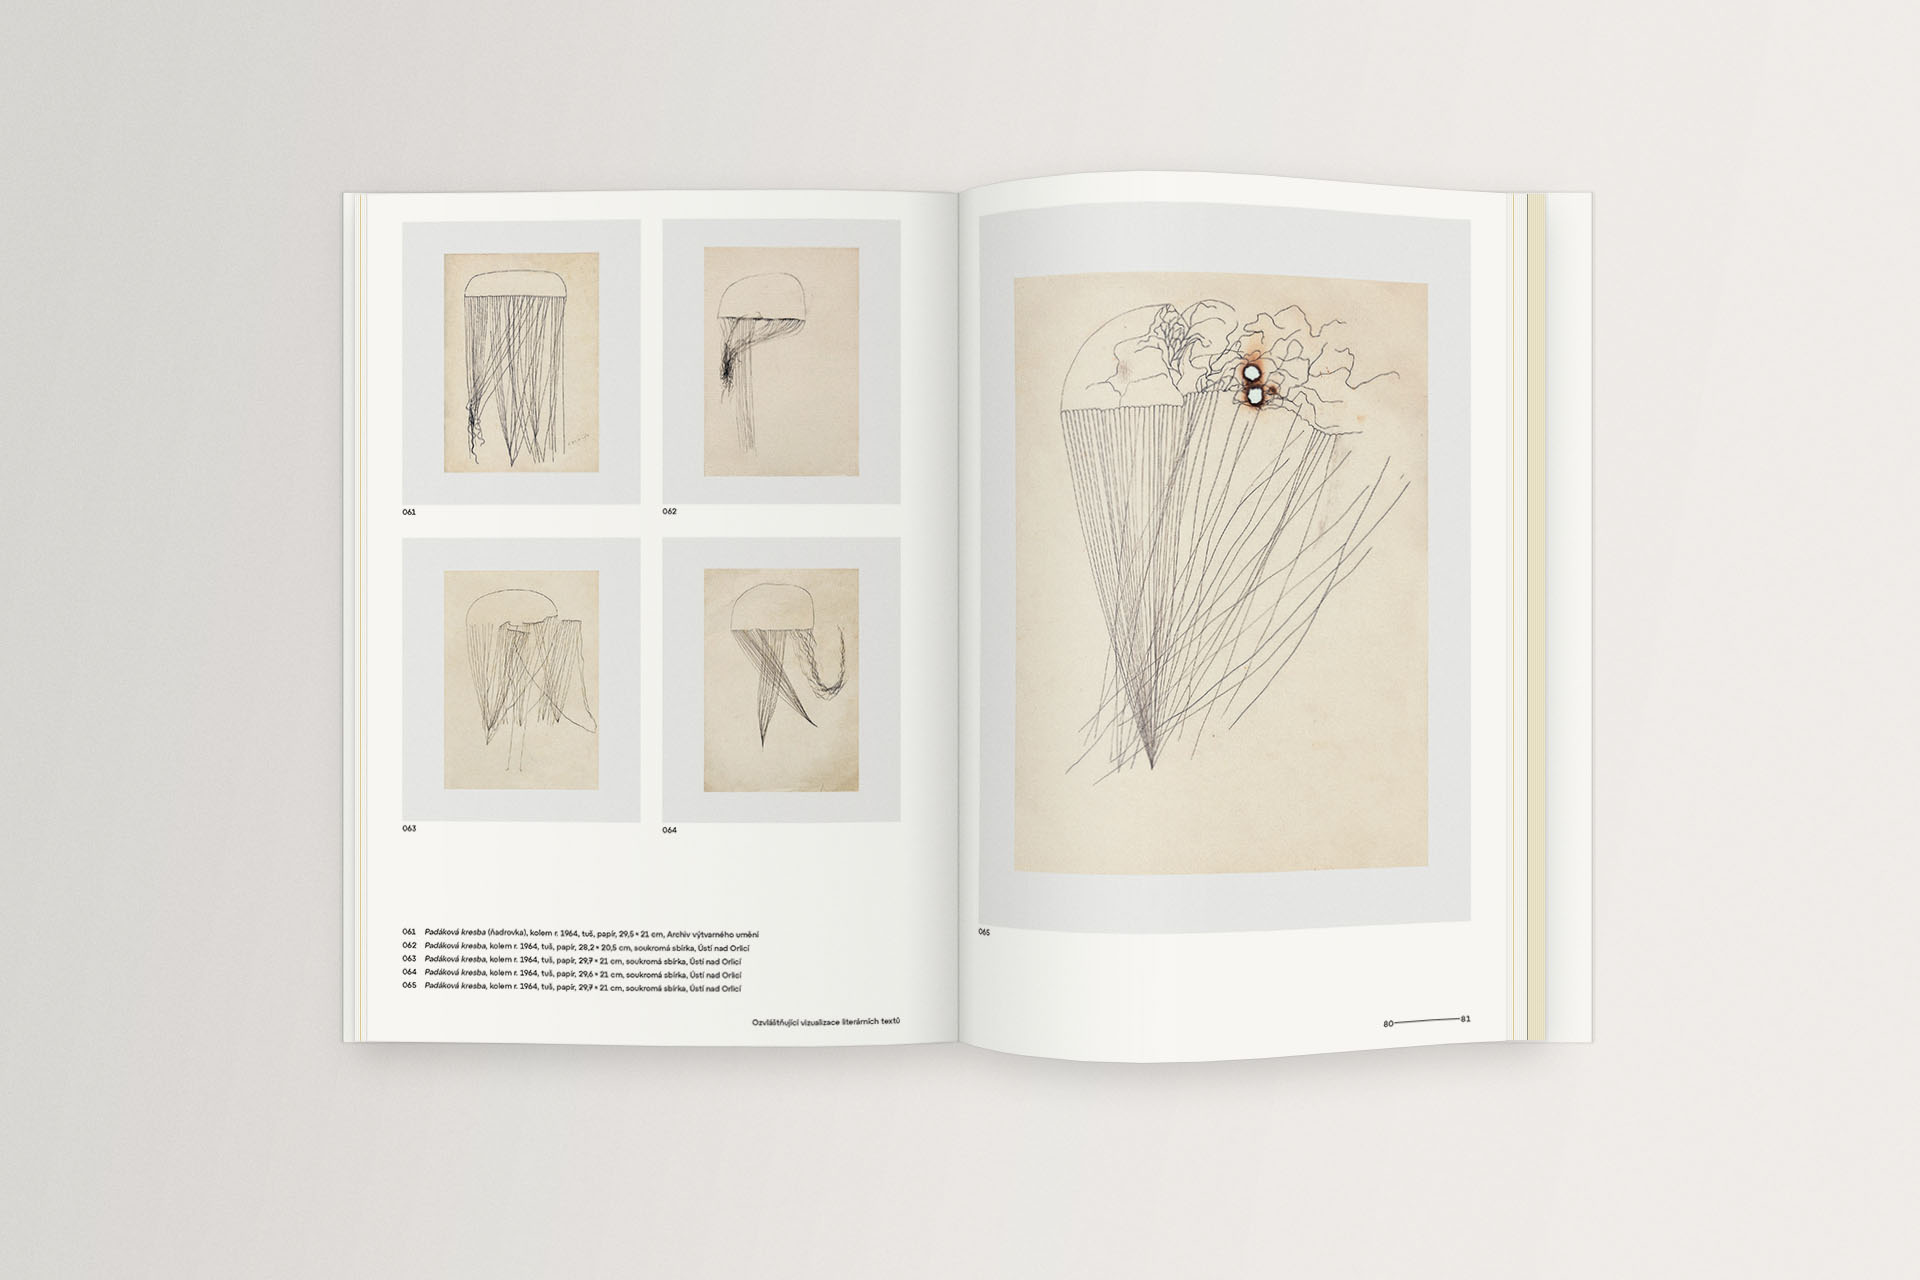 061
062
063
064
061 Padáková kresba (ňadrovka), kolem r. 1964, tuš, papír, 29,5 × 21 cm, Archiv výtvarného umění
062 Padáková kresba, kolem r. 1964, tuš, papír, 28,2 × 20,5 cm, soukromá sbírka, Ústí nad Orlicí
063 Padáková kresba, kolem r. 1964, tuš, papír, 29,7 × 21 cm, soukromá sbírka, Ústí nad Orlicí
064 Padáková kresba, kolem r. 1964, tuš, papír, 29,6 × 21 cm, soukromá sbírka, Ústí nad Orlicí
065 Padáková kresba, kolem r. 1964, tuš, papír, 29,7 × 21 cm, soukromá sbírka, Ústí nad Orlicí
Ozvláštňující vizualizace literárních textů
065
80 81